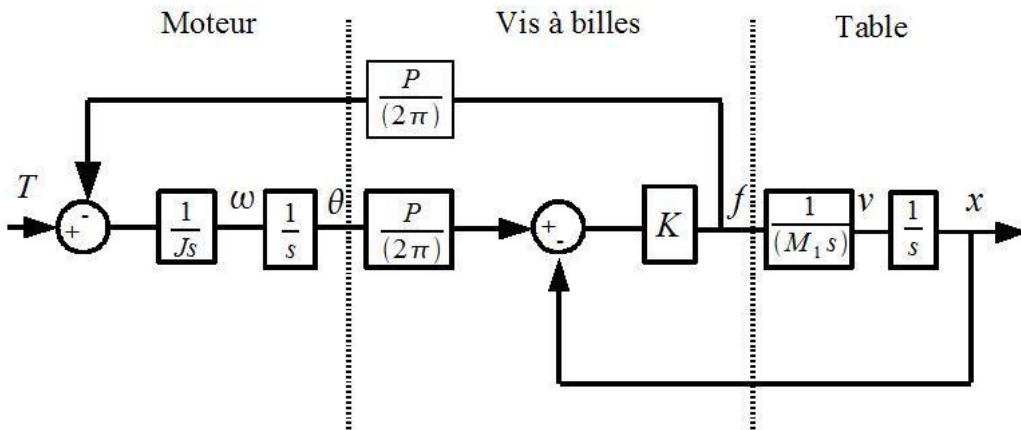 Moteur Vis à billes Table
P
(2π)
T - + 1 Js ω 1 s θ P (2π) + - K f 1 (M₁ s) v 1 s x